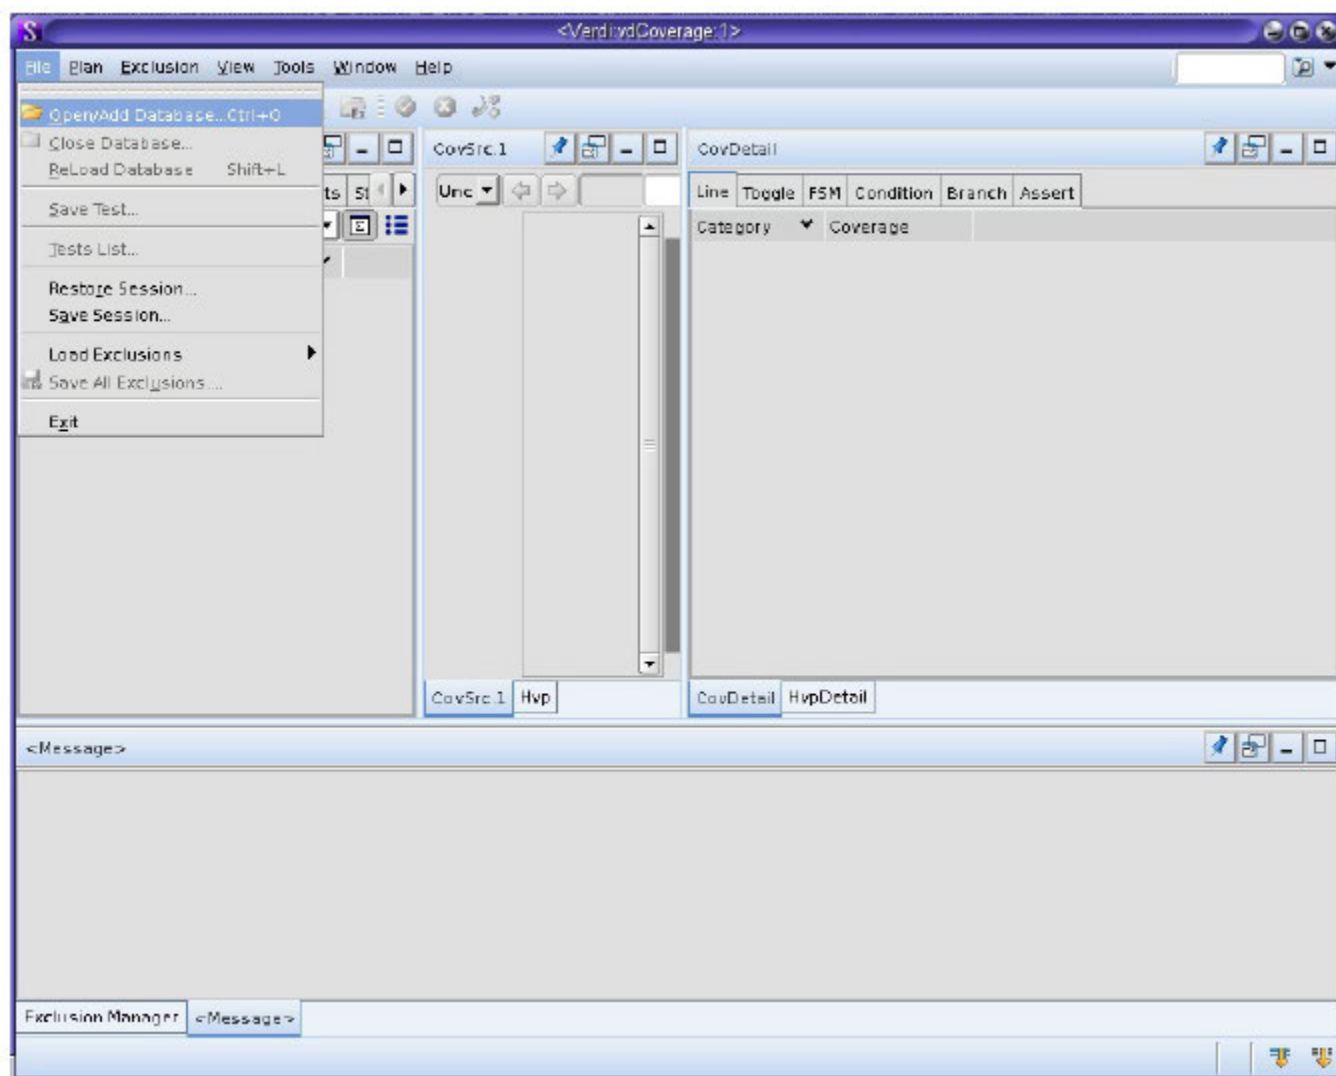 S
<Verdi:vdCoverage:1>
File Plan Exclusion View Tools Window Help
Open/Add Database...Ctrl+O
Close Database...
ReLoad Database Shift+L
Save Test...
Tests List...
Restore Session...
Save Session...
Load Exclusions
Save All Exclusions....
Exit
ts St
CovSrc.1
Unc
CovSrc.1 Hvp
CovDetail
Line Toggle FSM Condition Branch Assert
Category Coverage
CovDetail HvpDetail
<Message>
Exclusion Manager <Message>